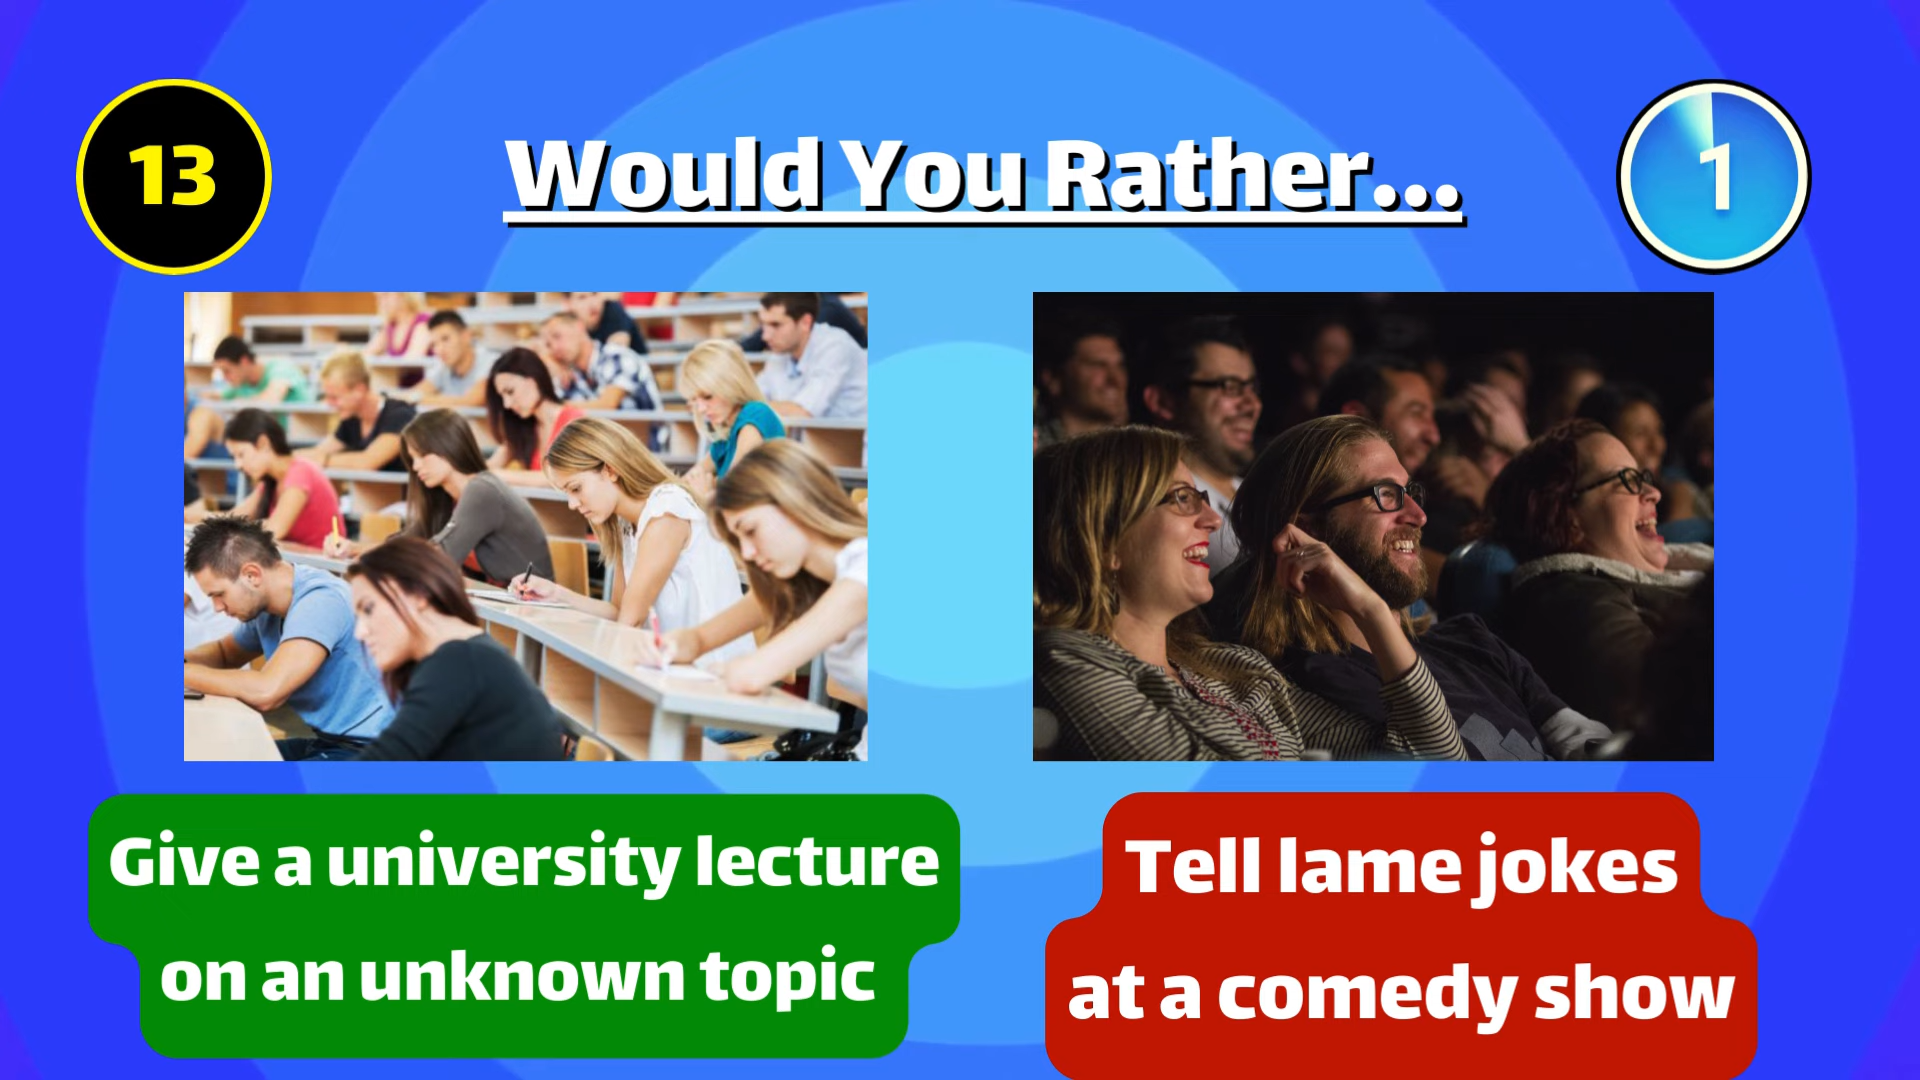 13
Would You Rather...
1
Give a university lecture
on an unknown topic
Tell lame jokes
at a comedy show